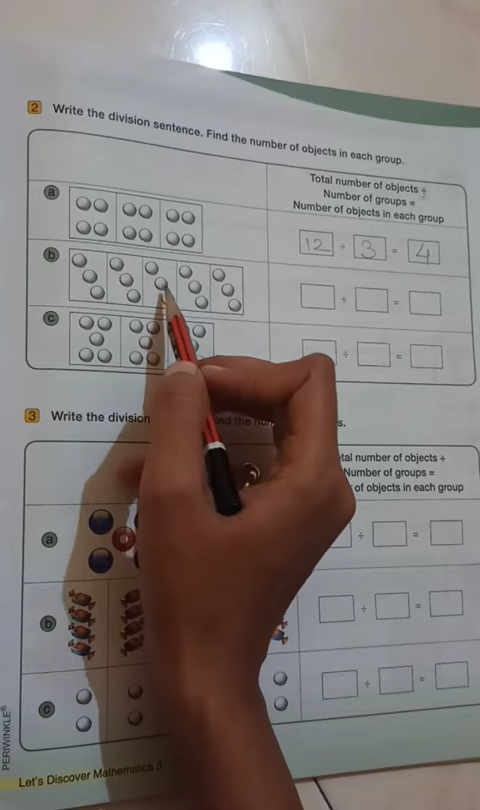 2 Write the division sentence. Find the number of objects in each group.
Total number of objects ÷
Number of groups =
Number of objects in each group
a
12 ÷ 3 = 4
b
÷ =
c
÷ =
3 Write the division
s.
number of objects ÷
Number of groups =
of objects in each group
a
÷ =
b
÷ =
c
÷ =
PERIWINKLE®
Let's Discover Mathematics 3